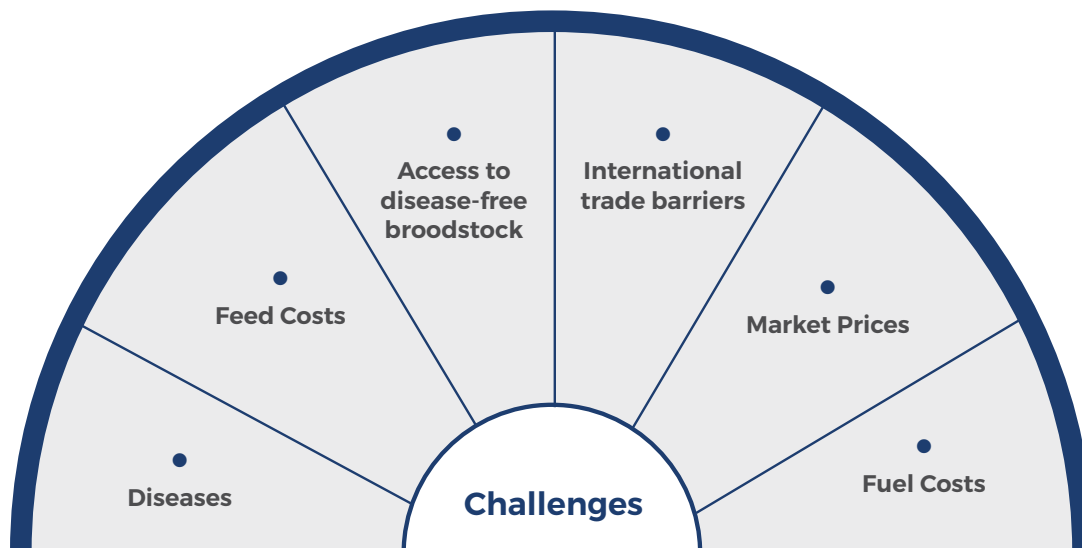 Access to
disease-free
broodstock
International
trade barriers
Feed Costs
Market Prices
Diseases
Fuel Costs
Challenges